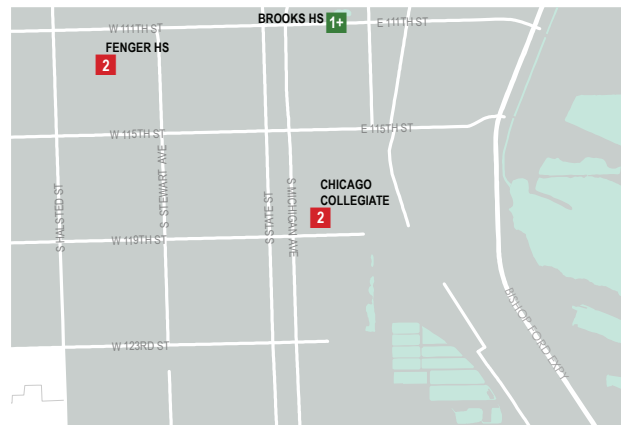 BROOKS HS
1+
W 111TH ST
E 111TH ST
FENGER HS
2
W 115TH ST
E 115TH ST
S HALSTED ST
S. STEWART AVE
S STATE ST
S MICHIGAN AVE
CHICAGO
COLLEGIATE
2
W 119TH ST
W 123RD ST
BISHOP FORD EXPY